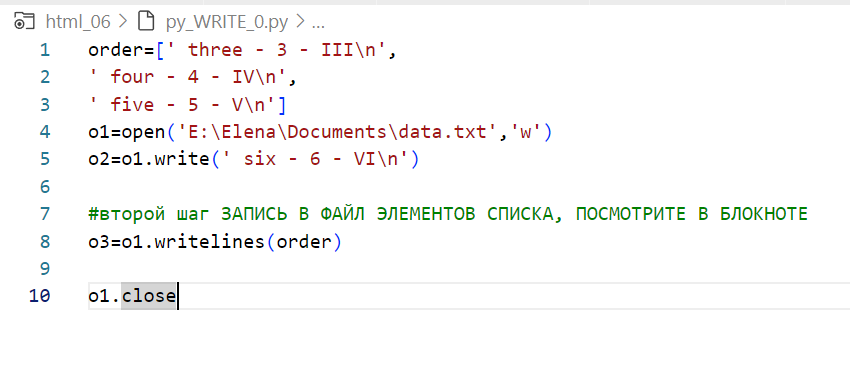 html_06 > py_WRITE_0.py > ...
1 order=[' three - 3 - III\n',
2 ' four - 4 - IV\n',
3 ' five - 5 - V\n']
4 o1=open('E:\Elena\Documents\data.txt','w')
5 o2=o1.write(' six - 6 - VI\n')
6
7 #второй шаг ЗАПИСЬ В ФАЙЛ ЭЛЕМЕНТОВ СПИСКА, ПОСМОТРИТЕ В БЛОКНОТЕ
8 o3=o1.writelines(order)
9
10 o1.close